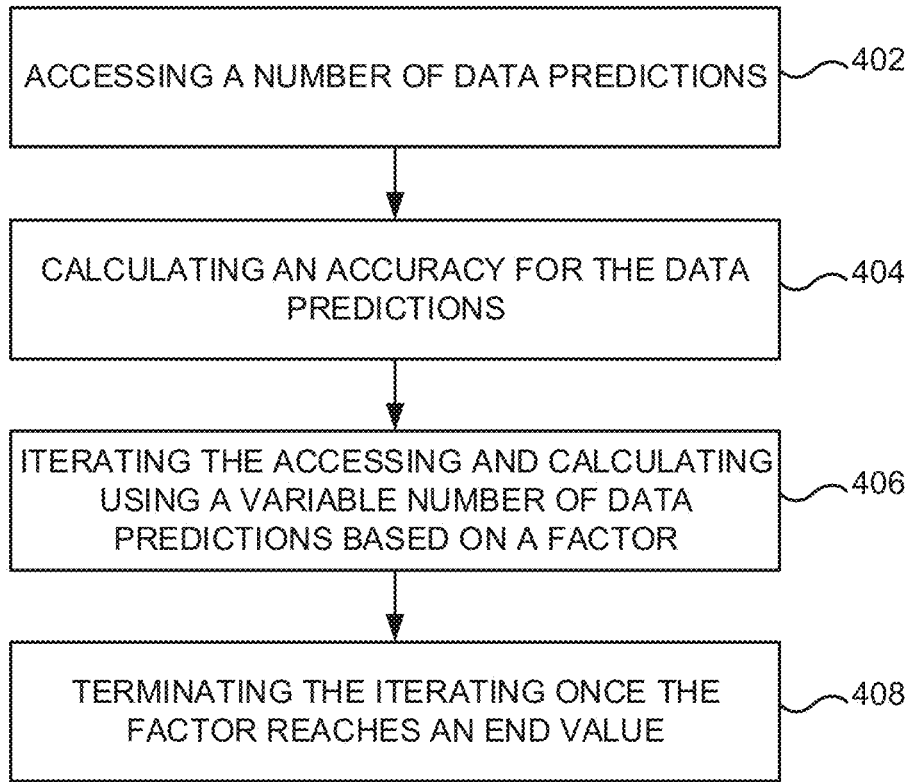 ACCESSING A NUMBER OF DATA PREDICTIONS
402
CALCULATING AN ACCURACY FOR THE DATA
PREDICTIONS
404
ITERATING THE ACCESSING AND CALCULATING
USING A VARIABLE NUMBER OF DATA
PREDICTIONS BASED ON A FACTOR
406
TERMINATING THE ITERATING ONCE THE
FACTOR REACHES AN END VALUE
408